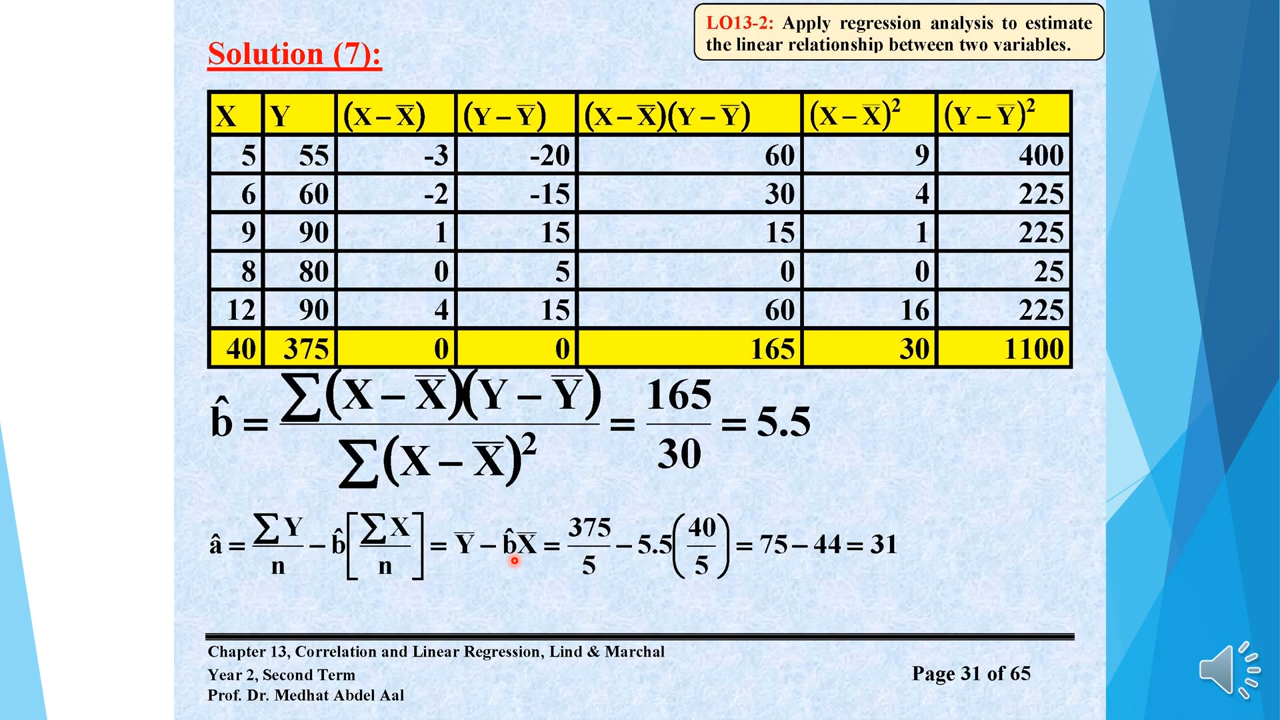 LO13-2: Apply regression analysis to estimate
the linear relationship between two variables.
Solution (7):
X Y (X − X̅) (Y − Y̅) (X − X̅)(Y − Y̅) (X − X̅)² (Y − Y̅)²
5 55 -3 -20 60 9 400
6 60 -2 -15 30 4 225
9 90 1 15 15 1 225
8 80 0 5 0 0 25
12 90 4 15 60 16 225
40 375 0 0 165 30 1100
b̂ = ∑(X − X̅)(Y − Y̅) / ∑(X − X̅)² = 165 / 30 = 5.5
â = ∑Y / n − b̂[∑X / n] = Y̅ − b̂X̅ = 375 / 5 − 5.5(40 / 5) = 75 − 44 = 31
Chapter 13, Correlation and Linear Regression, Lind & Marchal
Year 2, Second Term
Page 31 of 65
Prof. Dr. Medhat Abdel Aal